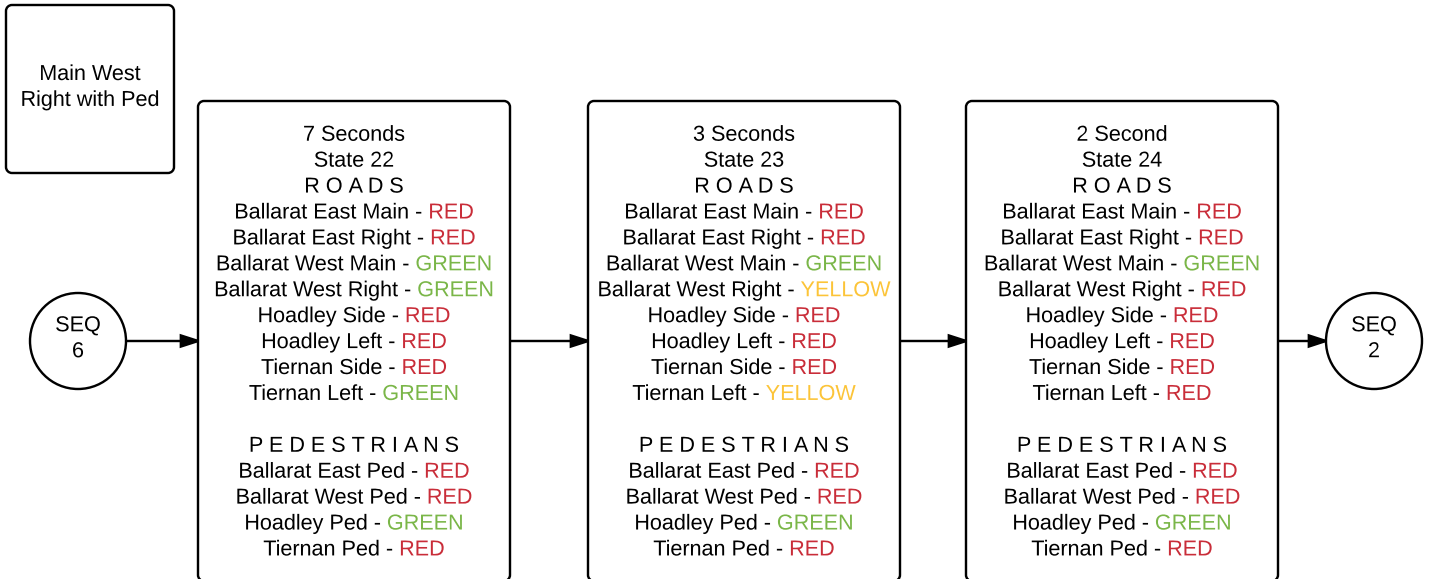 Main West
Right with Ped
SEQ
6
7 Seconds
State 22
R O A D S
Ballarat East Main - RED
Ballarat East Right - RED
Ballarat West Main - GREEN
Ballarat West Right - GREEN
Hoadley Side - RED
Hoadley Left - RED
Tiernan Side - RED
Tiernan Left - GREEN
P E D E S T R I A N S
Ballarat East Ped - RED
Ballarat West Ped - RED
Hoadley Ped - GREEN
Tiernan Ped - RED
3 Seconds
State 23
R O A D S
Ballarat East Main - RED
Ballarat East Right - RED
Ballarat West Main - GREEN
Ballarat West Right - YELLOW
Hoadley Side - RED
Hoadley Left - RED
Tiernan Side - RED
Tiernan Left - YELLOW
P E D E S T R I A N S
Ballarat East Ped - RED
Ballarat West Ped - RED
Hoadley Ped - GREEN
Tiernan Ped - RED
2 Second
State 24
R O A D S
Ballarat East Main - RED
Ballarat East Right - RED
Ballarat West Main - GREEN
Ballarat West Right - RED
Hoadley Side - RED
Hoadley Left - RED
Tiernan Side - RED
Tiernan Left - RED
P E D E S T R I A N S
Ballarat East Ped - RED
Ballarat West Ped - RED
Hoadley Ped - GREEN
Tiernan Ped - RED
SEQ
2